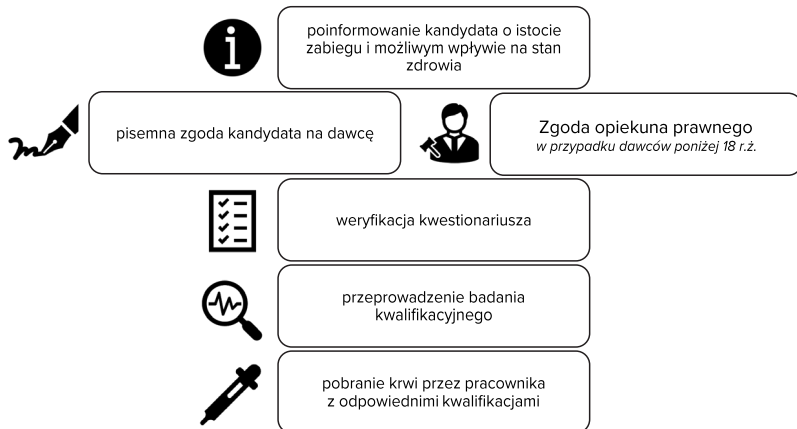 poinformowanie kandydata o istocie
zabiegu i możliwym wpływie na stan
zdrowia
pisemna zgoda kandydata na dawcę
Zgoda opiekuna prawnego
w przypadku dawców poniżej 18 r.ż.
weryfikacja kwestionariusza
przeprowadzenie badania
kwalifikacyjnego
pobranie krwi przez pracownika
z odpowiednimi kwalifikacjami